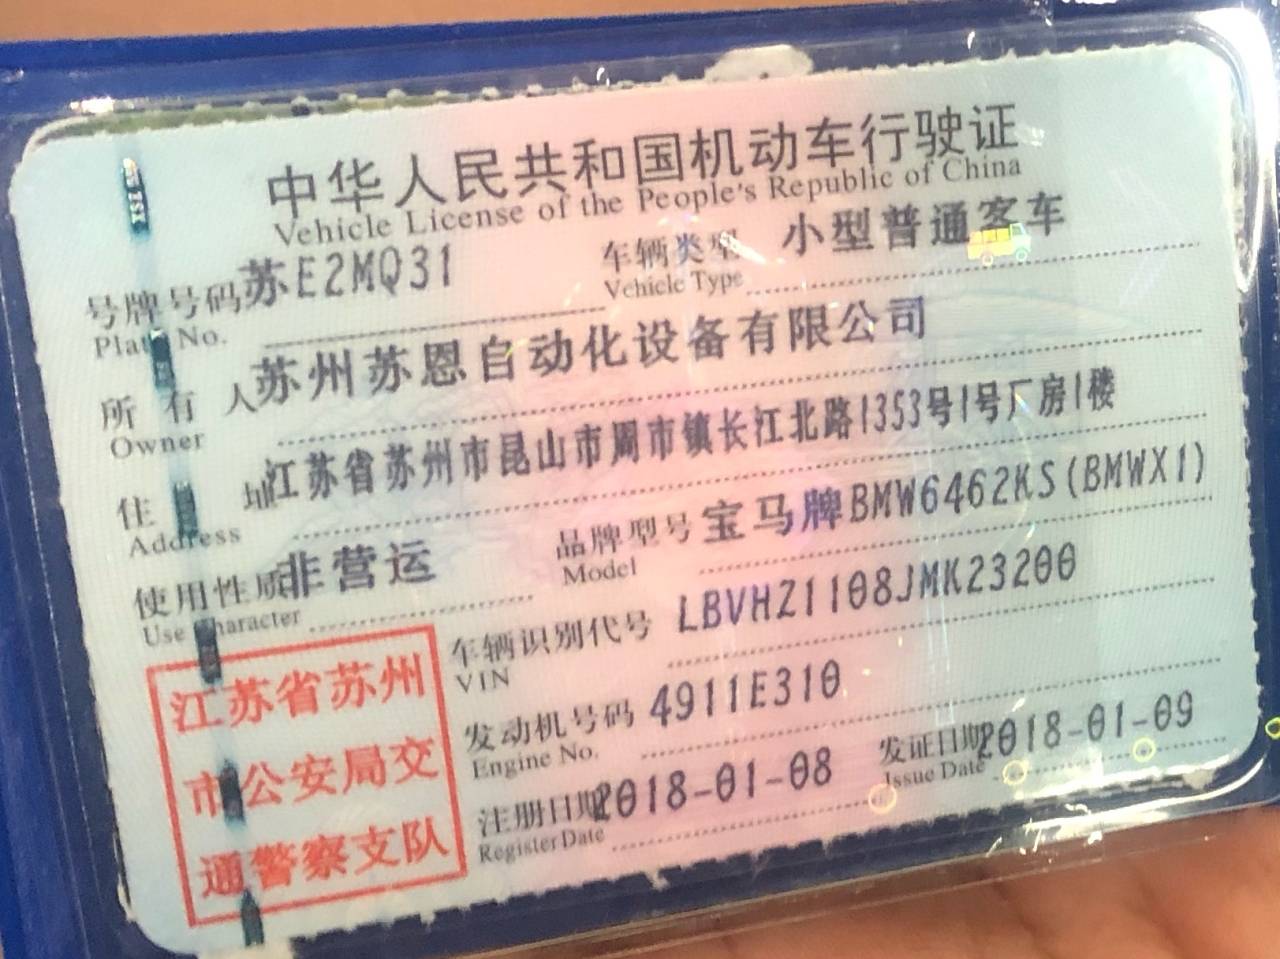 中华人民共和国机动车行驶证
Vehicle License of the People's Republic of China
号牌号码 苏E2MQ31 车辆类型 小型普通客车
Plate No. Vehicle Type
所有人 苏州苏恩自动化设备有限公司
Owner
住址 江苏省苏州市昆山市周市镇长江北路1353号1号厂房1楼
Address
使用性质 非营运 品牌型号 宝马牌BMW6462KS(BMWX1)
Use Character Model
车辆识别代号 LBVHZ1108JMK23200
VIN
发动机号码 4911E310
Engine No.
注册日期 2018-01-08 发证日期 2018-01-09
Register Date Issue Date
江苏省苏州
市公安局交
通警察支队